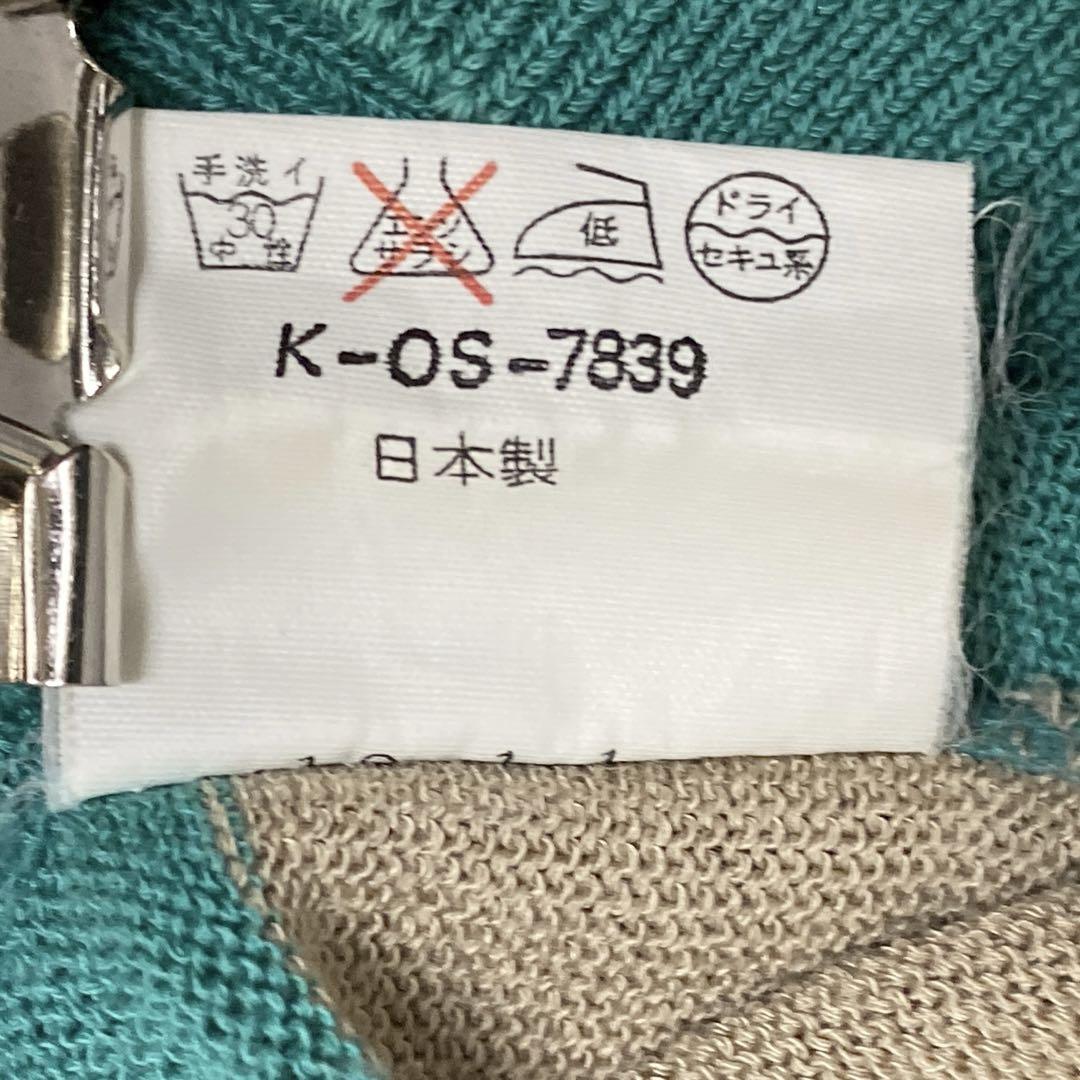 手洗イ
30
中性
エンソ
サラシ
低
ドライ
セキユ系
K-OS-7839
日本製